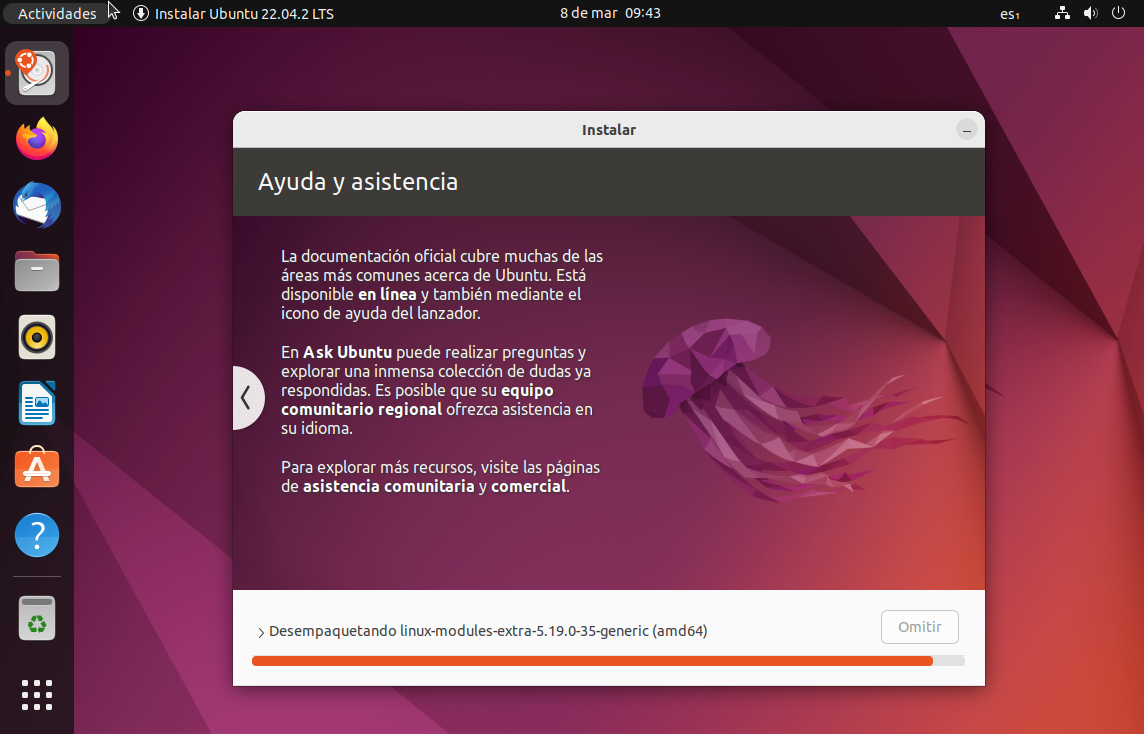 Actividades
Instalar Ubuntu 22.04.2 LTS
8 de mar 09:43
es₁
Instalar
Ayuda y asistencia
La documentación oficial cubre muchas de las
áreas más comunes acerca de Ubuntu. Está
disponible en línea y también mediante el
icono de ayuda del lanzador.
En Ask Ubuntu puede realizar preguntas y
explorar una inmensa colección de dudas ya
respondidas. Es posible que su equipo
comunitario regional ofrezca asistencia en
su idioma.
Para explorar más recursos, visite las páginas
de asistencia comunitaria y comercial.
Desempaquetando linux-modules-extra-5.19.0-35-generic (amd64)
Omitir